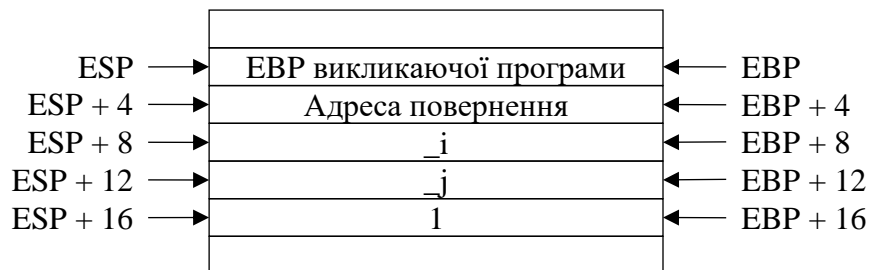 ESP EBP викликаючої програми EBP
ESP + 4 Адреса повернення EBP + 4
ESP + 8 _i EBP + 8
ESP + 12 _j EBP + 12
ESP + 16 1 EBP + 16